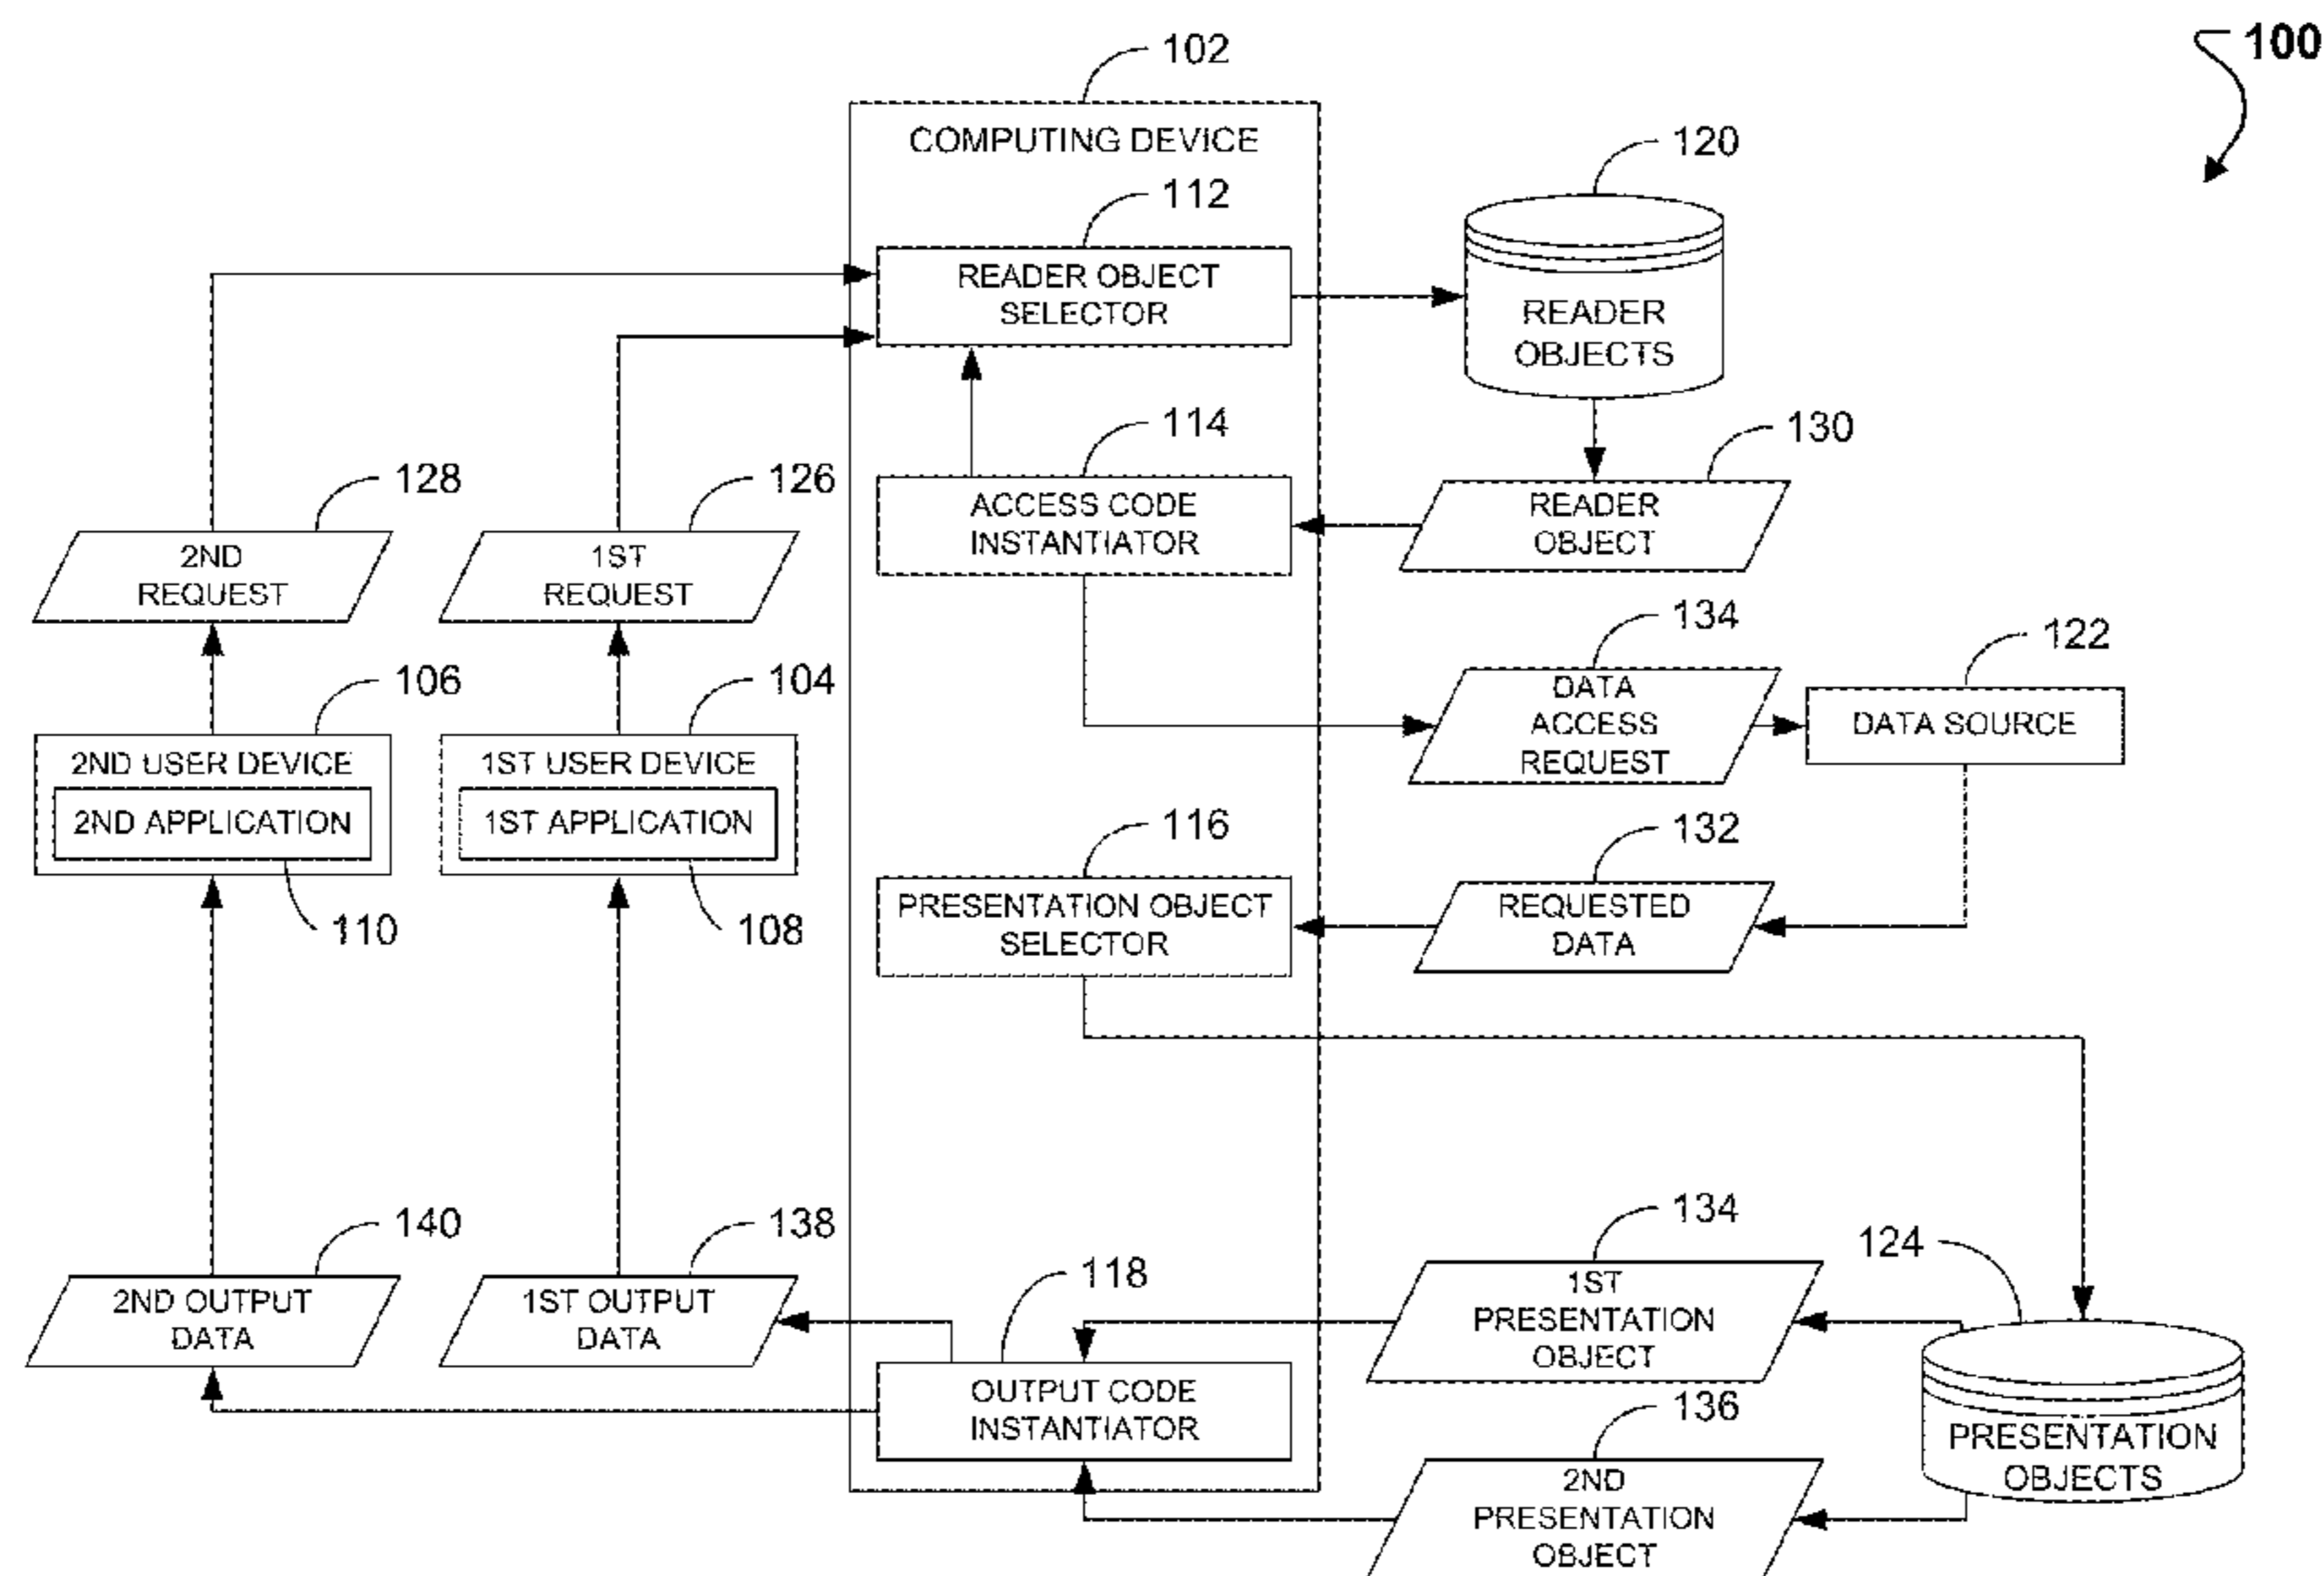 100
102
COMPUTING DEVICE
120
112
READER OBJECT
SELECTOR
READER
OBJECTS
114
130
128
126
ACCESS CODE
INSTANTIATOR
READER
OBJECT
2ND
REQUEST
1ST
REQUEST
134
122
106
104
DATA
ACCESS
REQUEST
DATA SOURCE
2ND USER DEVICE
1ST USER DEVICE
2ND APPLICATION
1ST APPLICATION
116
132
110
108
PRESENTATION OBJECT
SELECTOR
REQUESTED
DATA
140
138
134
124
118
2ND OUTPUT
DATA
1ST OUTPUT
DATA
1ST
PRESENTATION
OBJECT
OUTPUT CODE
INSTANTIATOR
136
PRESENTATION
OBJECTS
2ND
PRESENTATION
OBJECT